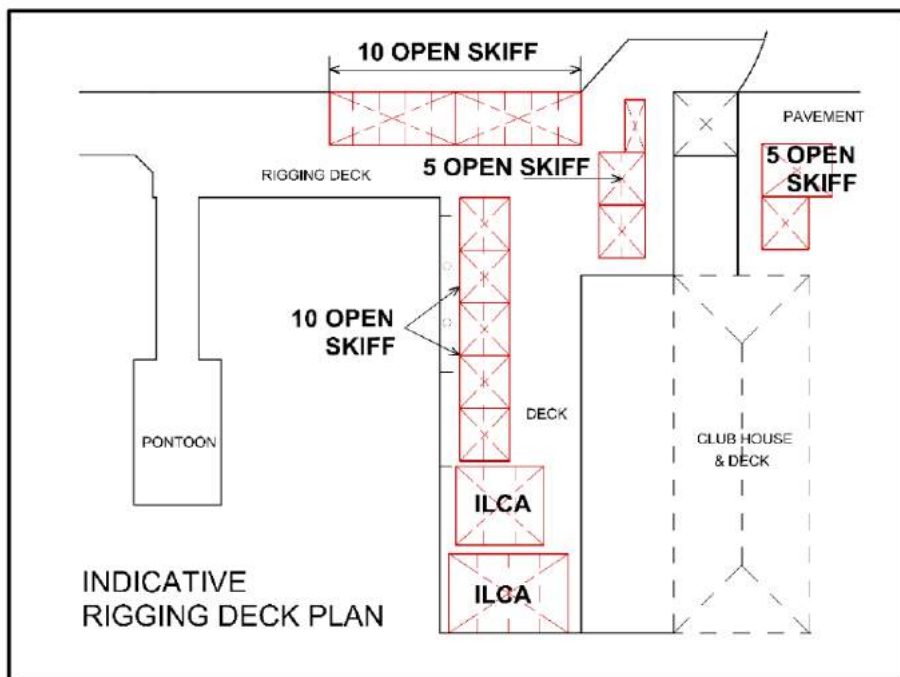 10 OPEN SKIFF
PAVEMENT
5 OPEN SKIFF
5 OPEN
SKIFF
RIGGING DECK
10 OPEN
SKIFF
DECK
PONTOON
CLUB HOUSE
& DECK
ILCA
ILCA
INDICATIVE
RIGGING DECK PLAN